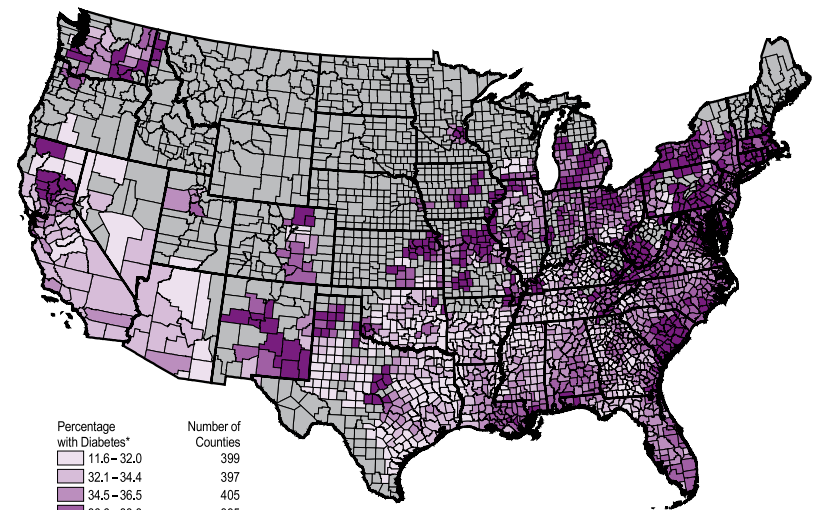 Percentage Number of
with Diabetes* Counties
11.6 – 32.0 399
32.1 – 34.4 397
34.5 – 36.5 405